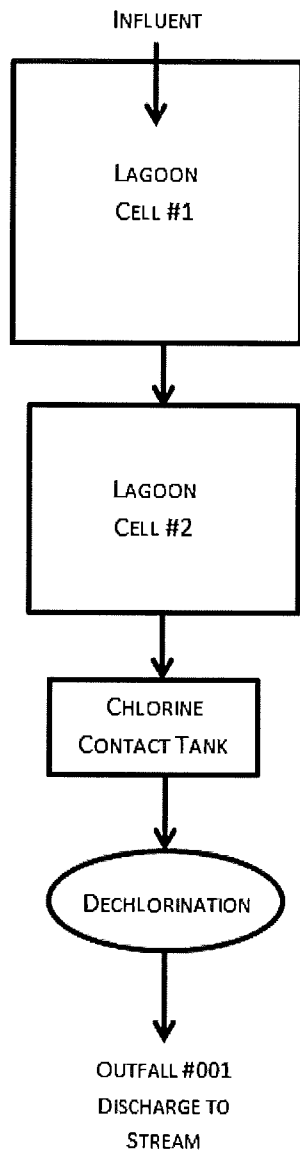 INFLUENT
LAGOON
CELL #1
LAGOON
CELL #2
CHLORINE
CONTACT TANK
DECHLORINATION
OUTFALL #001
DISCHARGE TO
STREAM